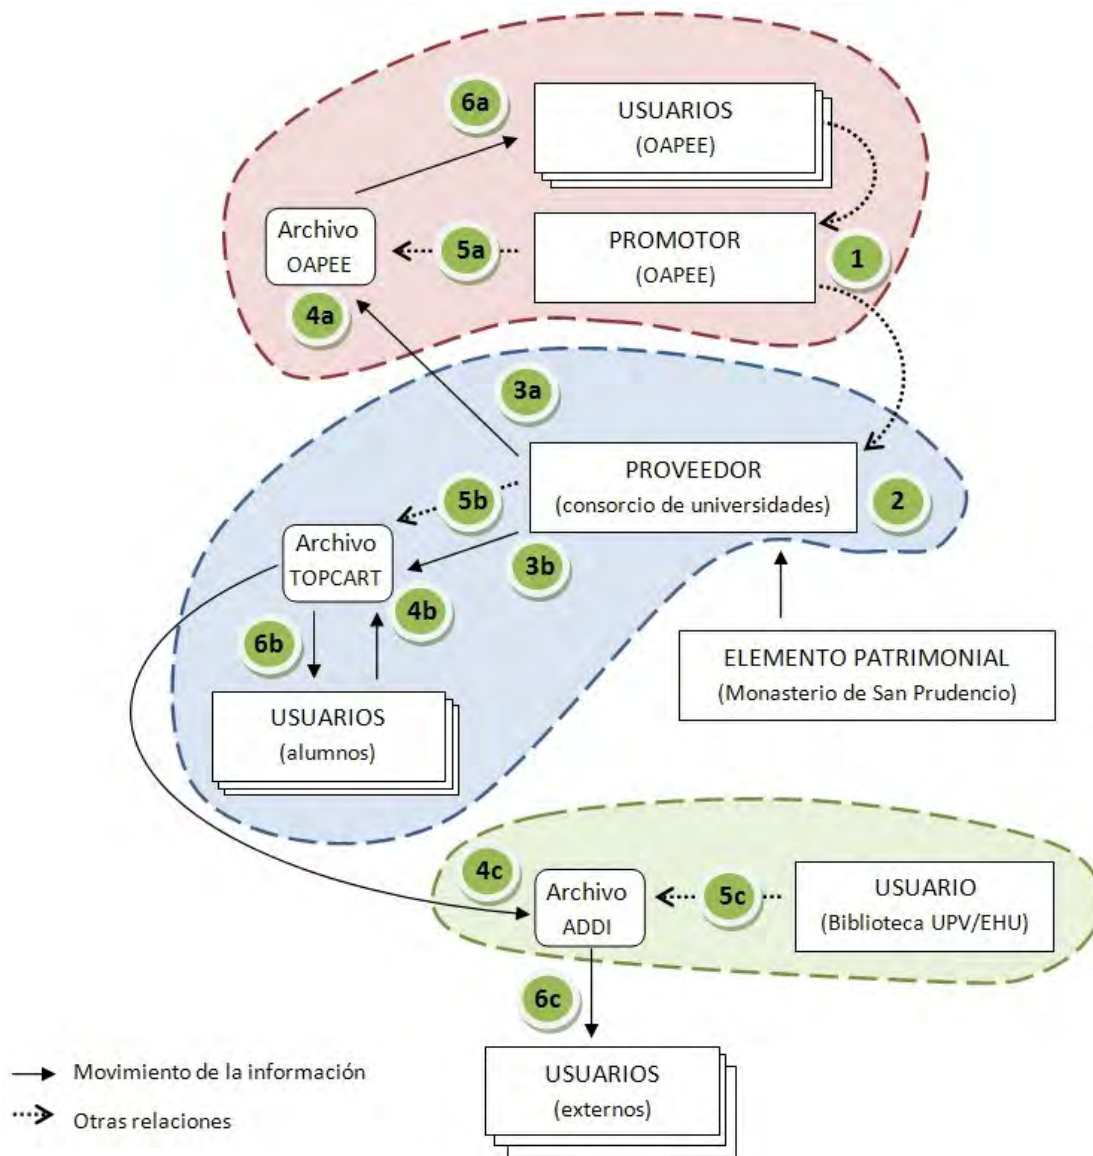 6a
USUARIOS
(OAPEE)
Archivo
OAPEE
5a
PROMOTOR
(OAPEE)
1
4a
3a
PROVEEDOR
(consorcio de universidades)
2
5b
Archivo
TOPCART
3b
4b
6b
ELEMENTO PATRIMONIAL
(Monasterio de San Prudencio)
USUARIOS
(alumnos)
4c
Archivo
ADDI
5c
USUARIO
(Biblioteca UPV/EHU)
6c
USUARIOS
(externos)
Movimiento de la información
Otras relaciones